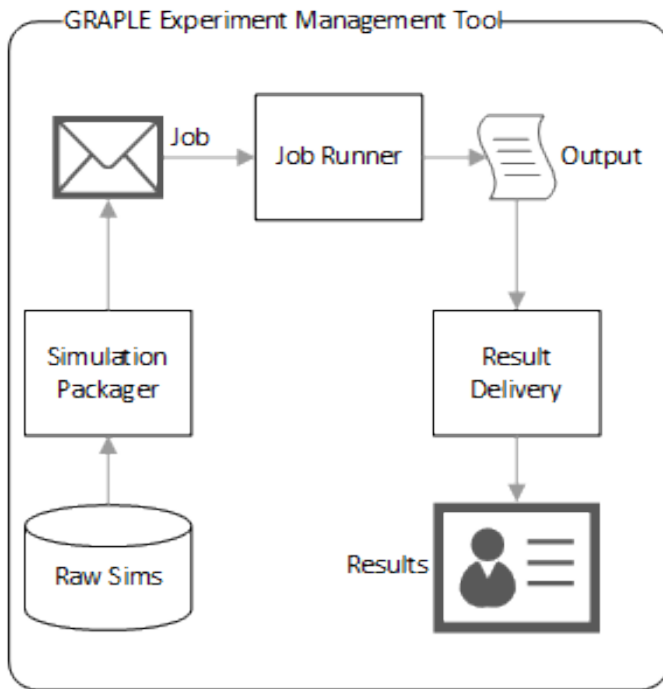 GRAPLE Experiment Management Tool
Job
Job Runner
Output
Simulation
Packager
Result
Delivery
Raw Sims
Results